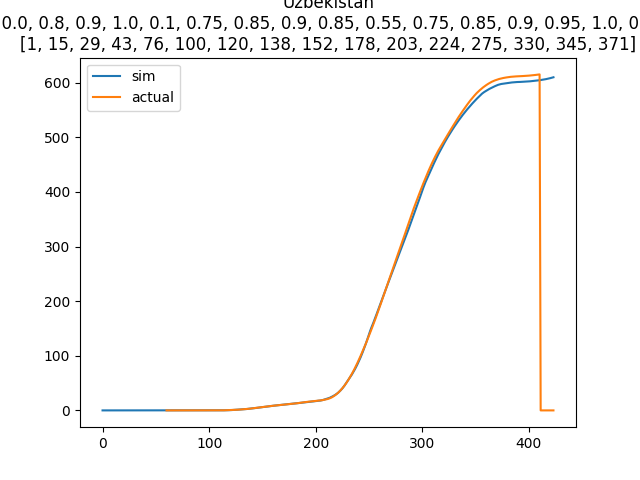 Uzbekistan
0.0, 0.8, 0.9, 1.0, 0.1, 0.75, 0.85, 0.9, 0.85, 0.55, 0.75, 0.85, 0.9, 0.95, 1.0, 0
[1, 15, 29, 43, 76, 100, 120, 138, 152, 178, 203, 224, 275, 330, 345, 371]
sim
actual
600
500
400
300
200
100
0
0 100 200 300 400